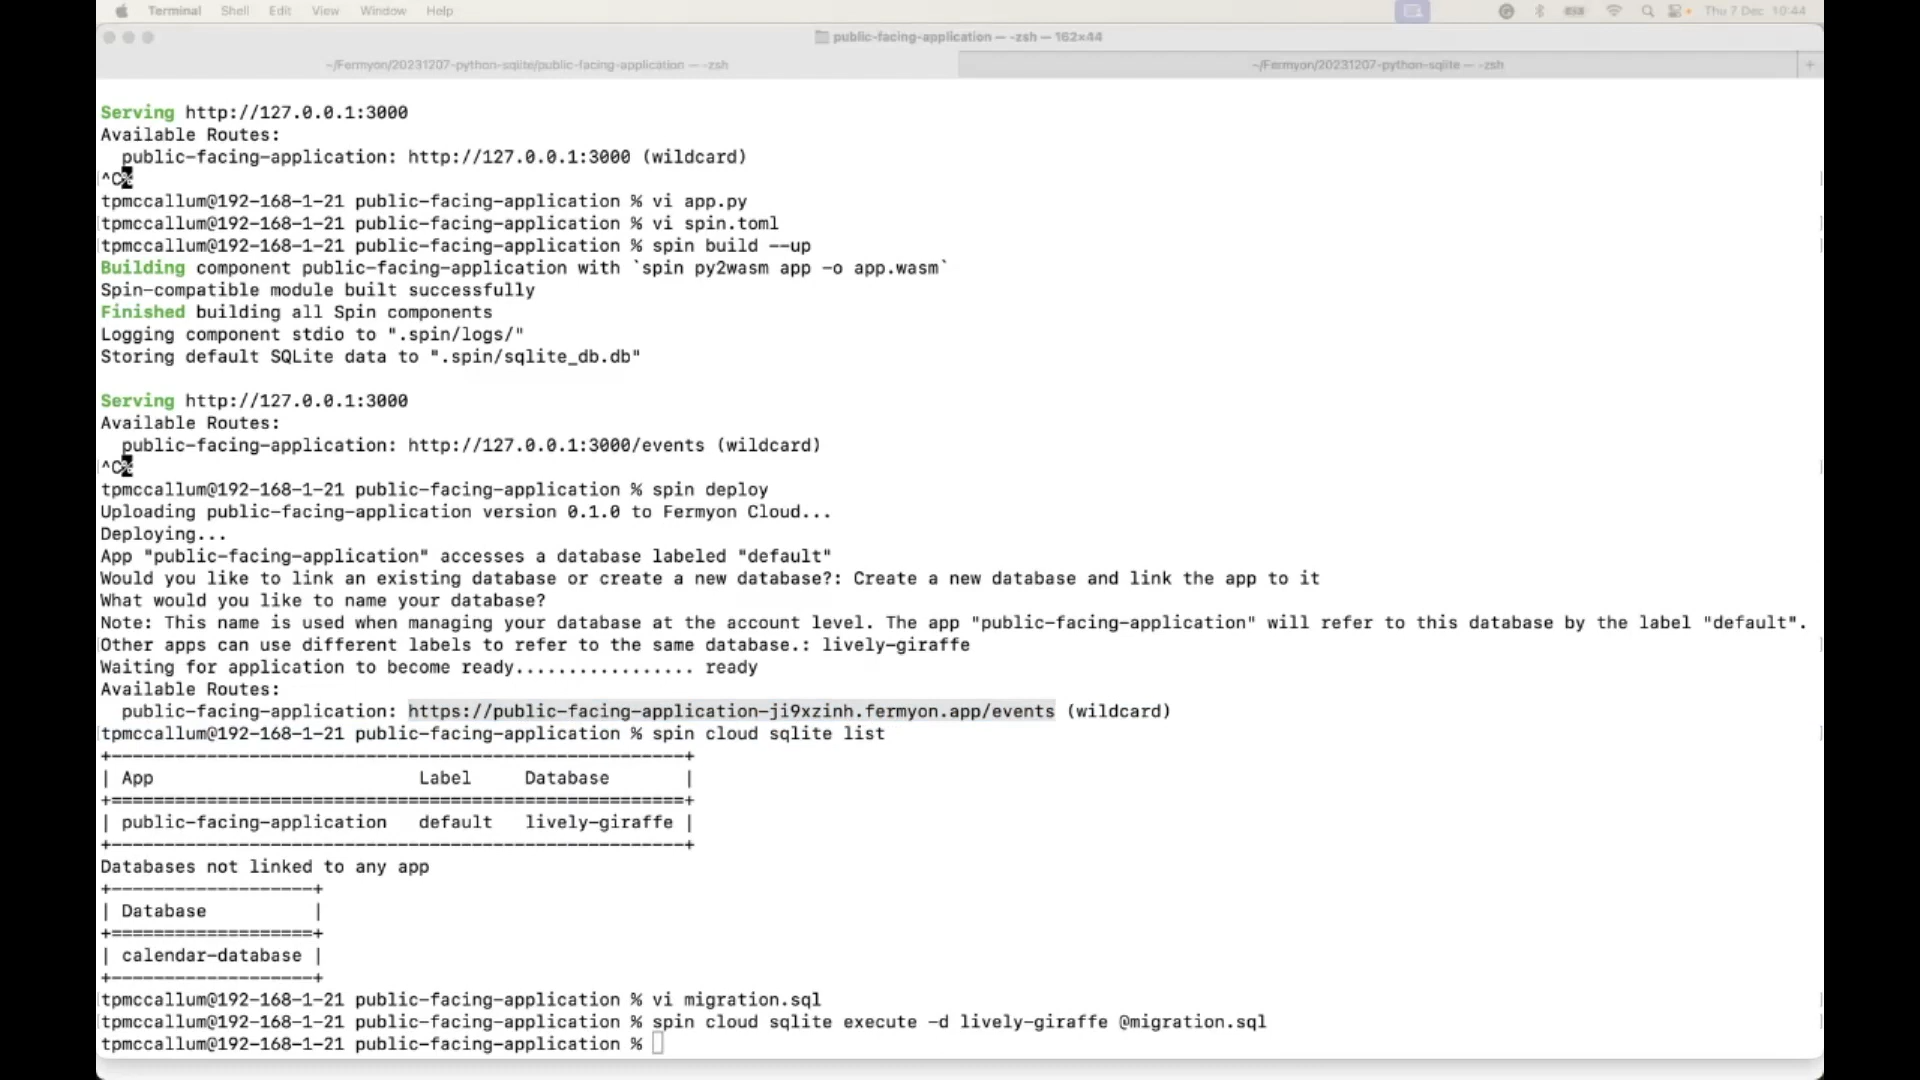 Terminal Shell Edit View Window Help Thu 7 Dec 10:44
public-facing-application — -zsh — 162×44
~/Fermyon/20231207-python-sqlite/public-facing-application — -zsh ~/Fermyon/20231207-python-sqlite — -zsh +
Serving http://127.0.0.1:3000
Available Routes:
  public-facing-application: http://127.0.0.1:3000 (wildcard)
^C%
tpmccallum@192-168-1-21 public-facing-application % vi app.py
tpmccallum@192-168-1-21 public-facing-application % vi spin.toml
tpmccallum@192-168-1-21 public-facing-application % spin build --up
Building component public-facing-application with `spin py2wasm app -o app.wasm`
Spin-compatible module built successfully
Finished building all Spin components
Logging component stdio to ".spin/logs/"
Storing default SQLite data to ".spin/sqlite_db.db"
Serving http://127.0.0.1:3000
Available Routes:
  public-facing-application: http://127.0.0.1:3000/events (wildcard)
^C%
tpmccallum@192-168-1-21 public-facing-application % spin deploy
Uploading public-facing-application version 0.1.0 to Fermyon Cloud...
Deploying...
App "public-facing-application" accesses a database labeled "default"
Would you like to link an existing database or create a new database?: Create a new database and link the app to it
What would you like to name your database?
Note: This name is used when managing your database at the account level. The app "public-facing-application" will refer to this database by the label "default".
Other apps can use different labels to refer to the same database.: lively-giraffe
Waiting for application to become ready................. ready
Available Routes:
  public-facing-application: https://public-facing-application-ji9xzinh.fermyon.app/events (wildcard)
tpmccallum@192-168-1-21 public-facing-application % spin cloud sqlite list
+------------------------------------------------------+
| App                         Label     Database       |
+======================================================+
| public-facing-application   default   lively-giraffe |
+------------------------------------------------------+
Databases not linked to any app
+-------------------+
| Database          |
+===================+
| calendar-database |
+-------------------+
tpmccallum@192-168-1-21 public-facing-application % vi migration.sql
tpmccallum@192-168-1-21 public-facing-application % spin cloud sqlite execute -d lively-giraffe @migration.sql
tpmccallum@192-168-1-21 public-facing-application %